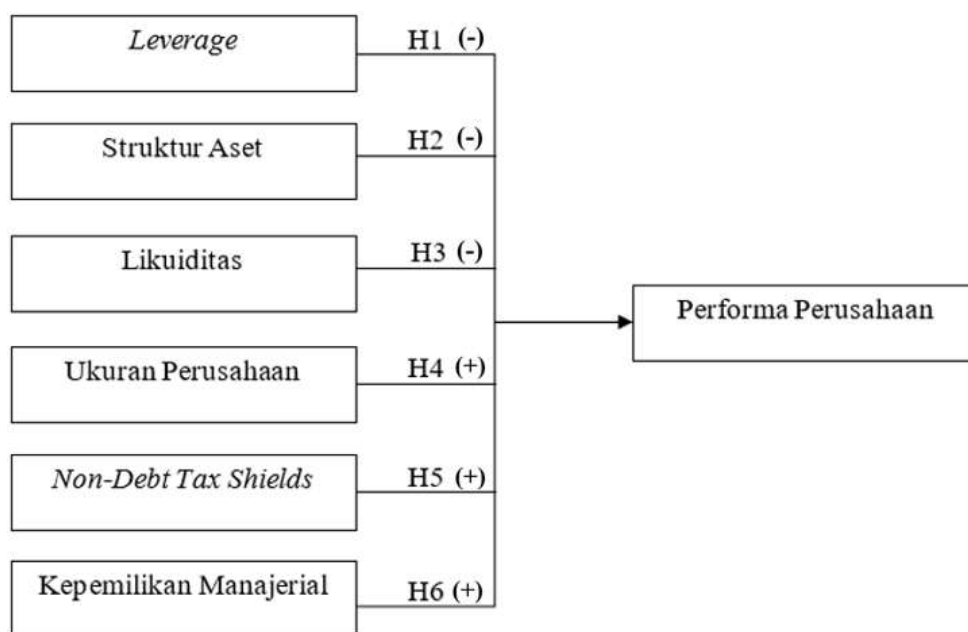 Leverage
H1 (-)
Struktur Aset
H2 (-)
Likuiditas
H3 (-)
Performa Perusahaan
Ukuran Perusahaan
H4 (+)
Non-Debt Tax Shields
H5 (+)
Kepemilikan Manajerial
H6 (+)